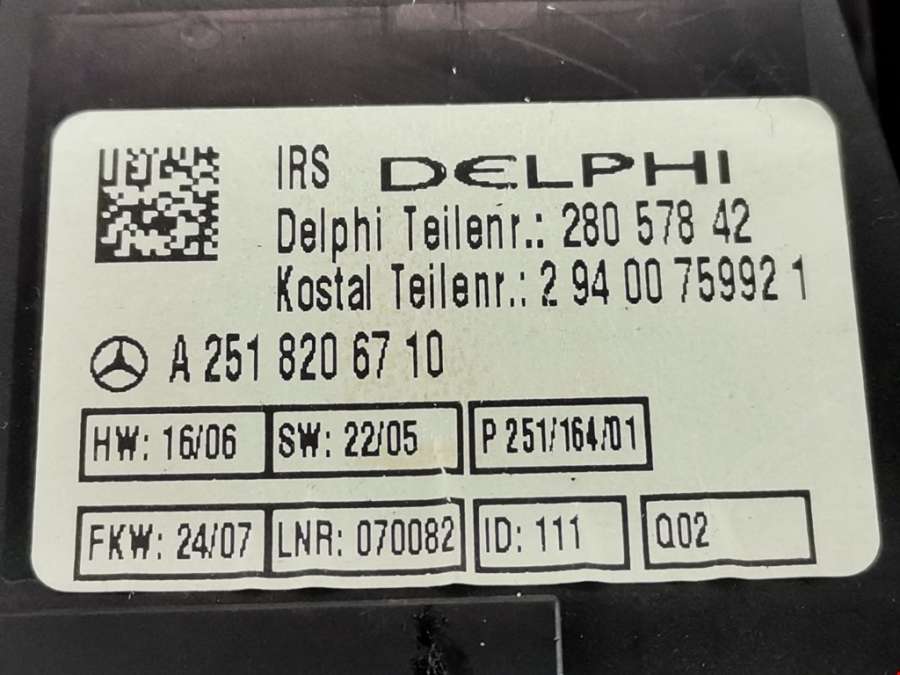 IRS DELPHI
Delphi Teilenr.: 280 578 42
Kostal Teilenr.: 2 94 00 75992 1
A 251 820 67 10
HW: 16/06 SW: 22/05 P 251/164/01
FKW: 24/07 LNR: 070082 ID: 111 Q02